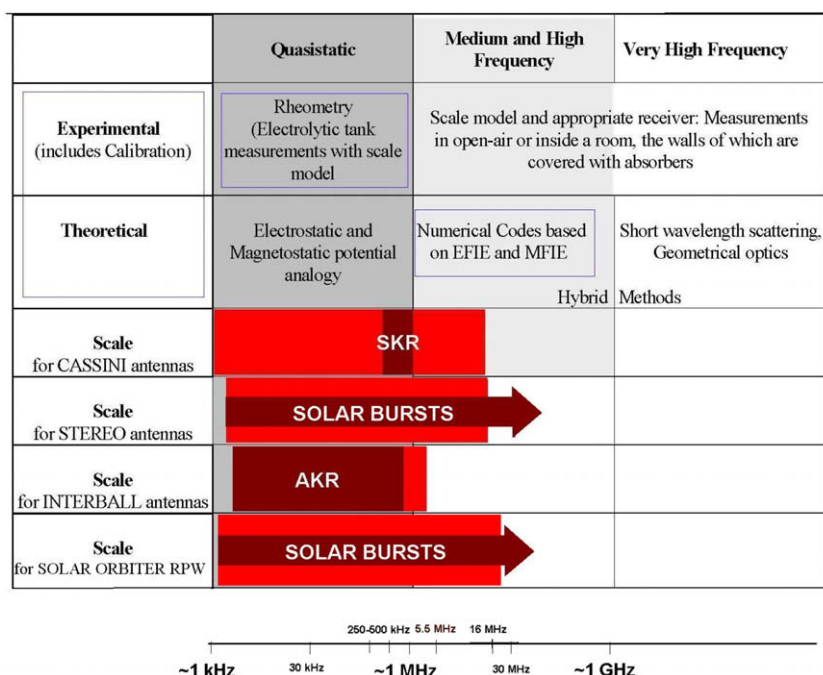 Quasistatic
Medium and High
Frequency
Very High Frequency
Experimental
(includes Calibration)
Rheometry
(Electrolytic tank
measurements with scale
model
Scale model and appropriate receiver: Measurements
in open-air or inside a room, the walls of which are
covered with absorbers
Theoretical
Electrostatic and
Magnetostatic potential
analogy
Numerical Codes based
on EFIE and MFIE
Short wavelength scattering,
Geometrical optics
Hybrid Methods
Scale
for CASSINI antennas
SKR
Scale
for STEREO antennas
SOLAR BURSTS
Scale
for INTERBALL antennas
AKR
Scale
for SOLAR ORBITER RPW
SOLAR BURSTS
250-500 kHz 5.5 MHz 16 MHz
~1 kHz 30 kHz ~1 MHz 30 MHz ~1 GHz